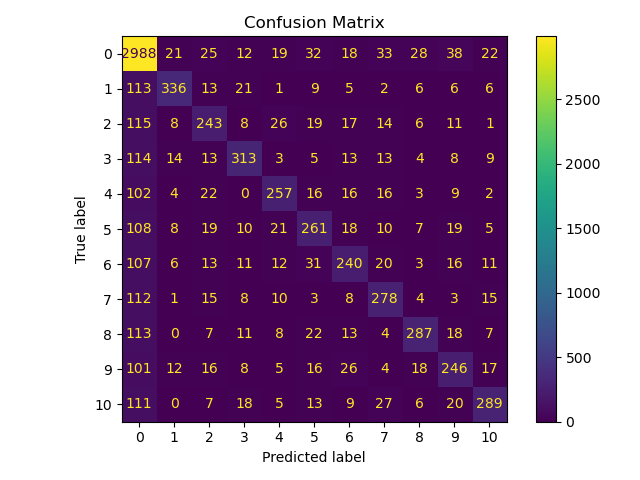 Confusion Matrix
0 2988 21 25 12 19 32 18 33 28 38 22
1 113 336 13 21 1 9 5 2 6 6 6
2 115 8 243 8 26 19 17 14 6 11 1
3 114 14 13 313 3 5 13 13 4 8 9
4 102 4 22 0 257 16 16 16 3 9 2
5 108 8 19 10 21 261 18 10 7 19 5
6 107 6 13 11 12 31 240 20 3 16 11
7 112 1 15 8 10 3 8 278 4 3 15
8 113 0 7 11 8 22 13 4 287 18 7
9 101 12 16 8 5 16 26 4 18 246 17
10 111 0 7 18 5 13 9 27 6 20 289
0 1 2 3 4 5 6 7 8 9 10
Predicted label
True label
2500
2000
1500
1000
500
0